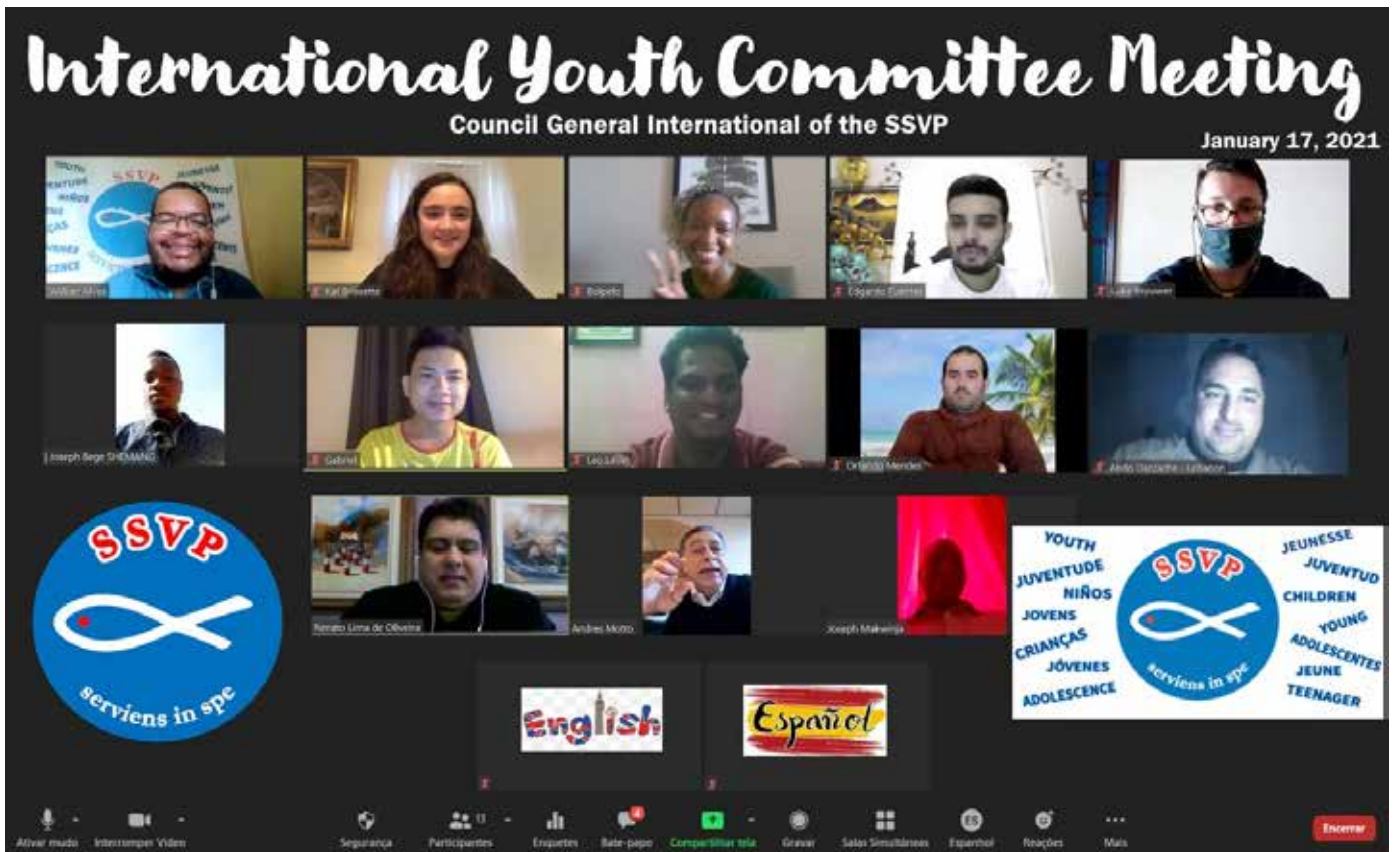 International Youth Committee Meeting
Council General International of the SSVP
January 17, 2021
SSVP
Edgardo Fuentes
Gabriel
Orlando Mendes
Joseph Bege SHEMANG
Renato Lima de Oliveira
Andres Motto
Joseph Makwinja
SSVP
serviens in spe
YOUTH
JUVENTUDE
NIÑOS
JOVENS
CRIANÇAS
JÓVENES
ADOLESCENCE
SSVP
serviens in spe
JEUNESSE
JUVENTUD
CHILDREN
YOUNG
ADOLESCENTES
JEUNE
TEENAGER
English
Español
Ativar mudo
Interromper Vídeo
Segurança
Participantes
Enquetes
4
Bate-papo
Compartilhar tela
Gravar
Salas Simultâneas
ES
Espanhol
Reações
Mais
Encerrar